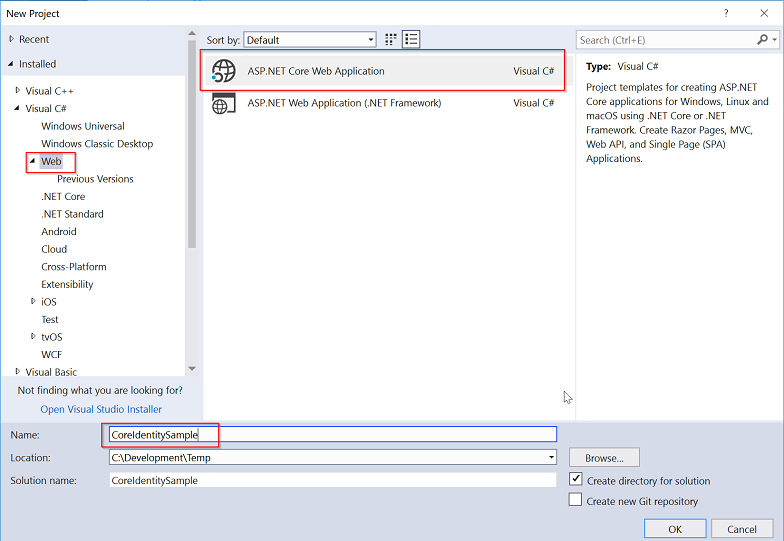 New Project
?
Recent
Installed
Visual C++
Visual C#
Windows Universal
Windows Classic Desktop
Web
Previous Versions
.NET Core
.NET Standard
Android
Cloud
Cross-Platform
Extensibility
iOS
Test
tvOS
WCF
Visual Basic
Not finding what you are looking for?
Open Visual Studio Installer
Sort by: Default
ASP.NET Core Web Application Visual C#
ASP.NET Web Application (.NET Framework) Visual C#
Search (Ctrl+E)
Type: Visual C#
Project templates for creating ASP.NET
Core applications for Windows, Linux and
macOS using .NET Core or .NET
Framework. Create Razor Pages, MVC,
Web API, and Single Page (SPA)
Applications.
Name: CoreIdentitySample
Location: C:\Development\Temp
Browse...
Solution name: CoreIdentitySample
Create directory for solution
Create new Git repository
OK
Cancel